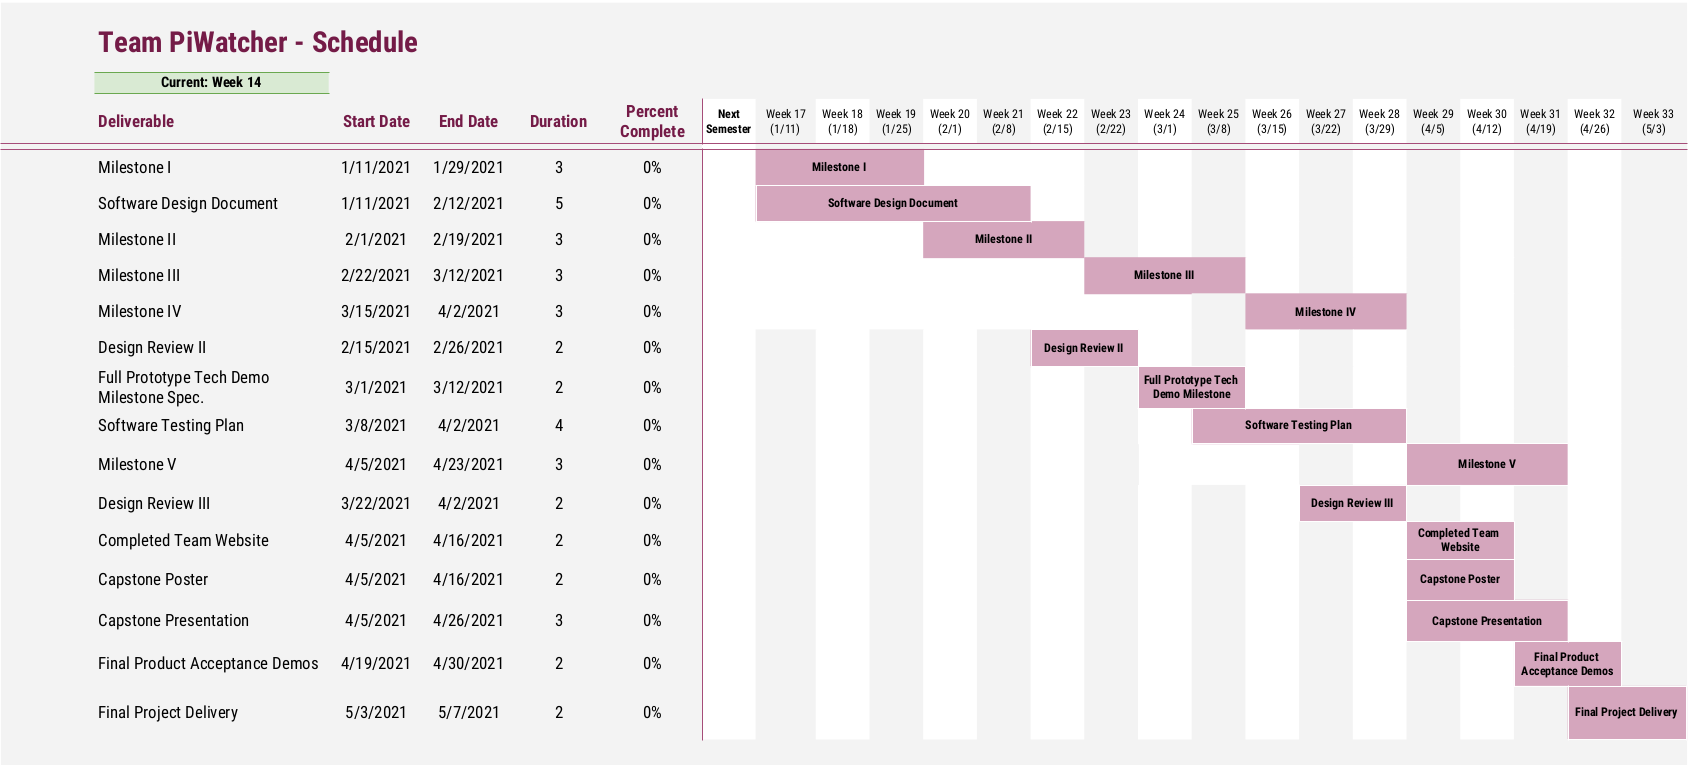 Team PiWatcher - Schedule
Current: Week 14
Deliverable Start Date End Date Duration Percent Complete Next Semester Week 17 (1/11) Week 18 (1/18) Week 19 (1/25) Week 20 (2/1) Week 21 (2/8) Week 22 (2/15) Week 23 (2/22) Week 24 (3/1) Week 25 (3/8) Week 26 (3/15) Week 27 (3/22) Week 28 (3/29) Week 29 (4/5) Week 30 (4/12) Week 31 (4/19) Week 32 (4/26) Week 33 (5/3)
Milestone I 1/11/2021 1/29/2021 3 0% Milestone I
Software Design Document 1/11/2021 2/12/2021 5 0% Software Design Document
Milestone II 2/1/2021 2/19/2021 3 0% Milestone II
Milestone III 2/22/2021 3/12/2021 3 0% Milestone III
Milestone IV 3/15/2021 4/2/2021 3 0% Milestone IV
Design Review II 2/15/2021 2/26/2021 2 0% Design Review II
Full Prototype Tech Demo Milestone Spec. 3/1/2021 3/12/2021 2 0% Full Prototype Tech Demo Milestone
Software Testing Plan 3/8/2021 4/2/2021 4 0% Software Testing Plan
Milestone V 4/5/2021 4/23/2021 3 0% Milestone V
Design Review III 3/22/2021 4/2/2021 2 0% Design Review III
Completed Team Website 4/5/2021 4/16/2021 2 0% Completed Team Website
Capstone Poster 4/5/2021 4/16/2021 2 0% Capstone Poster
Capstone Presentation 4/5/2021 4/26/2021 3 0% Capstone Presentation
Final Product Acceptance Demos 4/19/2021 4/30/2021 2 0% Final Product Acceptance Demos
Final Project Delivery 5/3/2021 5/7/2021 2 0% Final Project Delivery